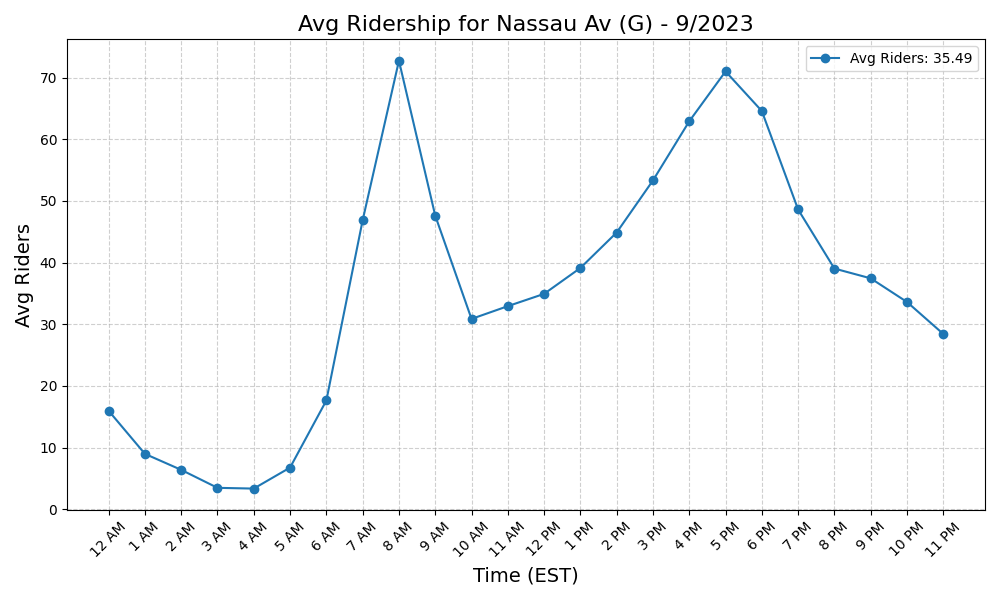 Avg Ridership for Nassau Av (G) - 9/2023
Avg Riders: 35.49
Avg Riders
70
60
50
40
30
20
10
0
12 AM
1 AM
2 AM
3 AM
4 AM
5 AM
6 AM
7 AM
8 AM
9 AM
10 AM
11 AM
12 PM
1 PM
2 PM
3 PM
4 PM
5 PM
6 PM
7 PM
8 PM
9 PM
10 PM
11 PM
Time (EST)